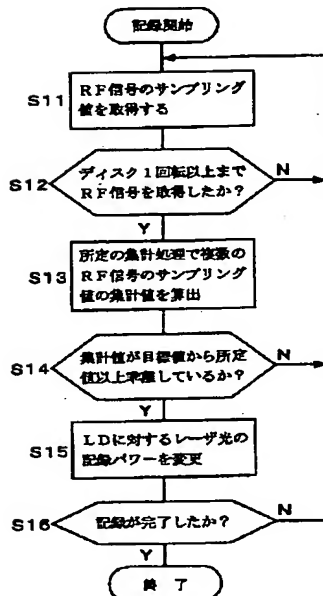 記録開始
S11
RF信号のサンプリング
値を取得する
S12
ディスク1回転以上まで
RF信号を取得したか?
N
Y
S13
所定の集計処理で複数の
RF信号のサンプリング
値の集計値を算出
S14
集計値が目標値から所定
値以上乖離しているか?
N
Y
S15
LDに対するレーザ光の
記録パワーを変更
S16
記録が完了したか?
N
Y
終了